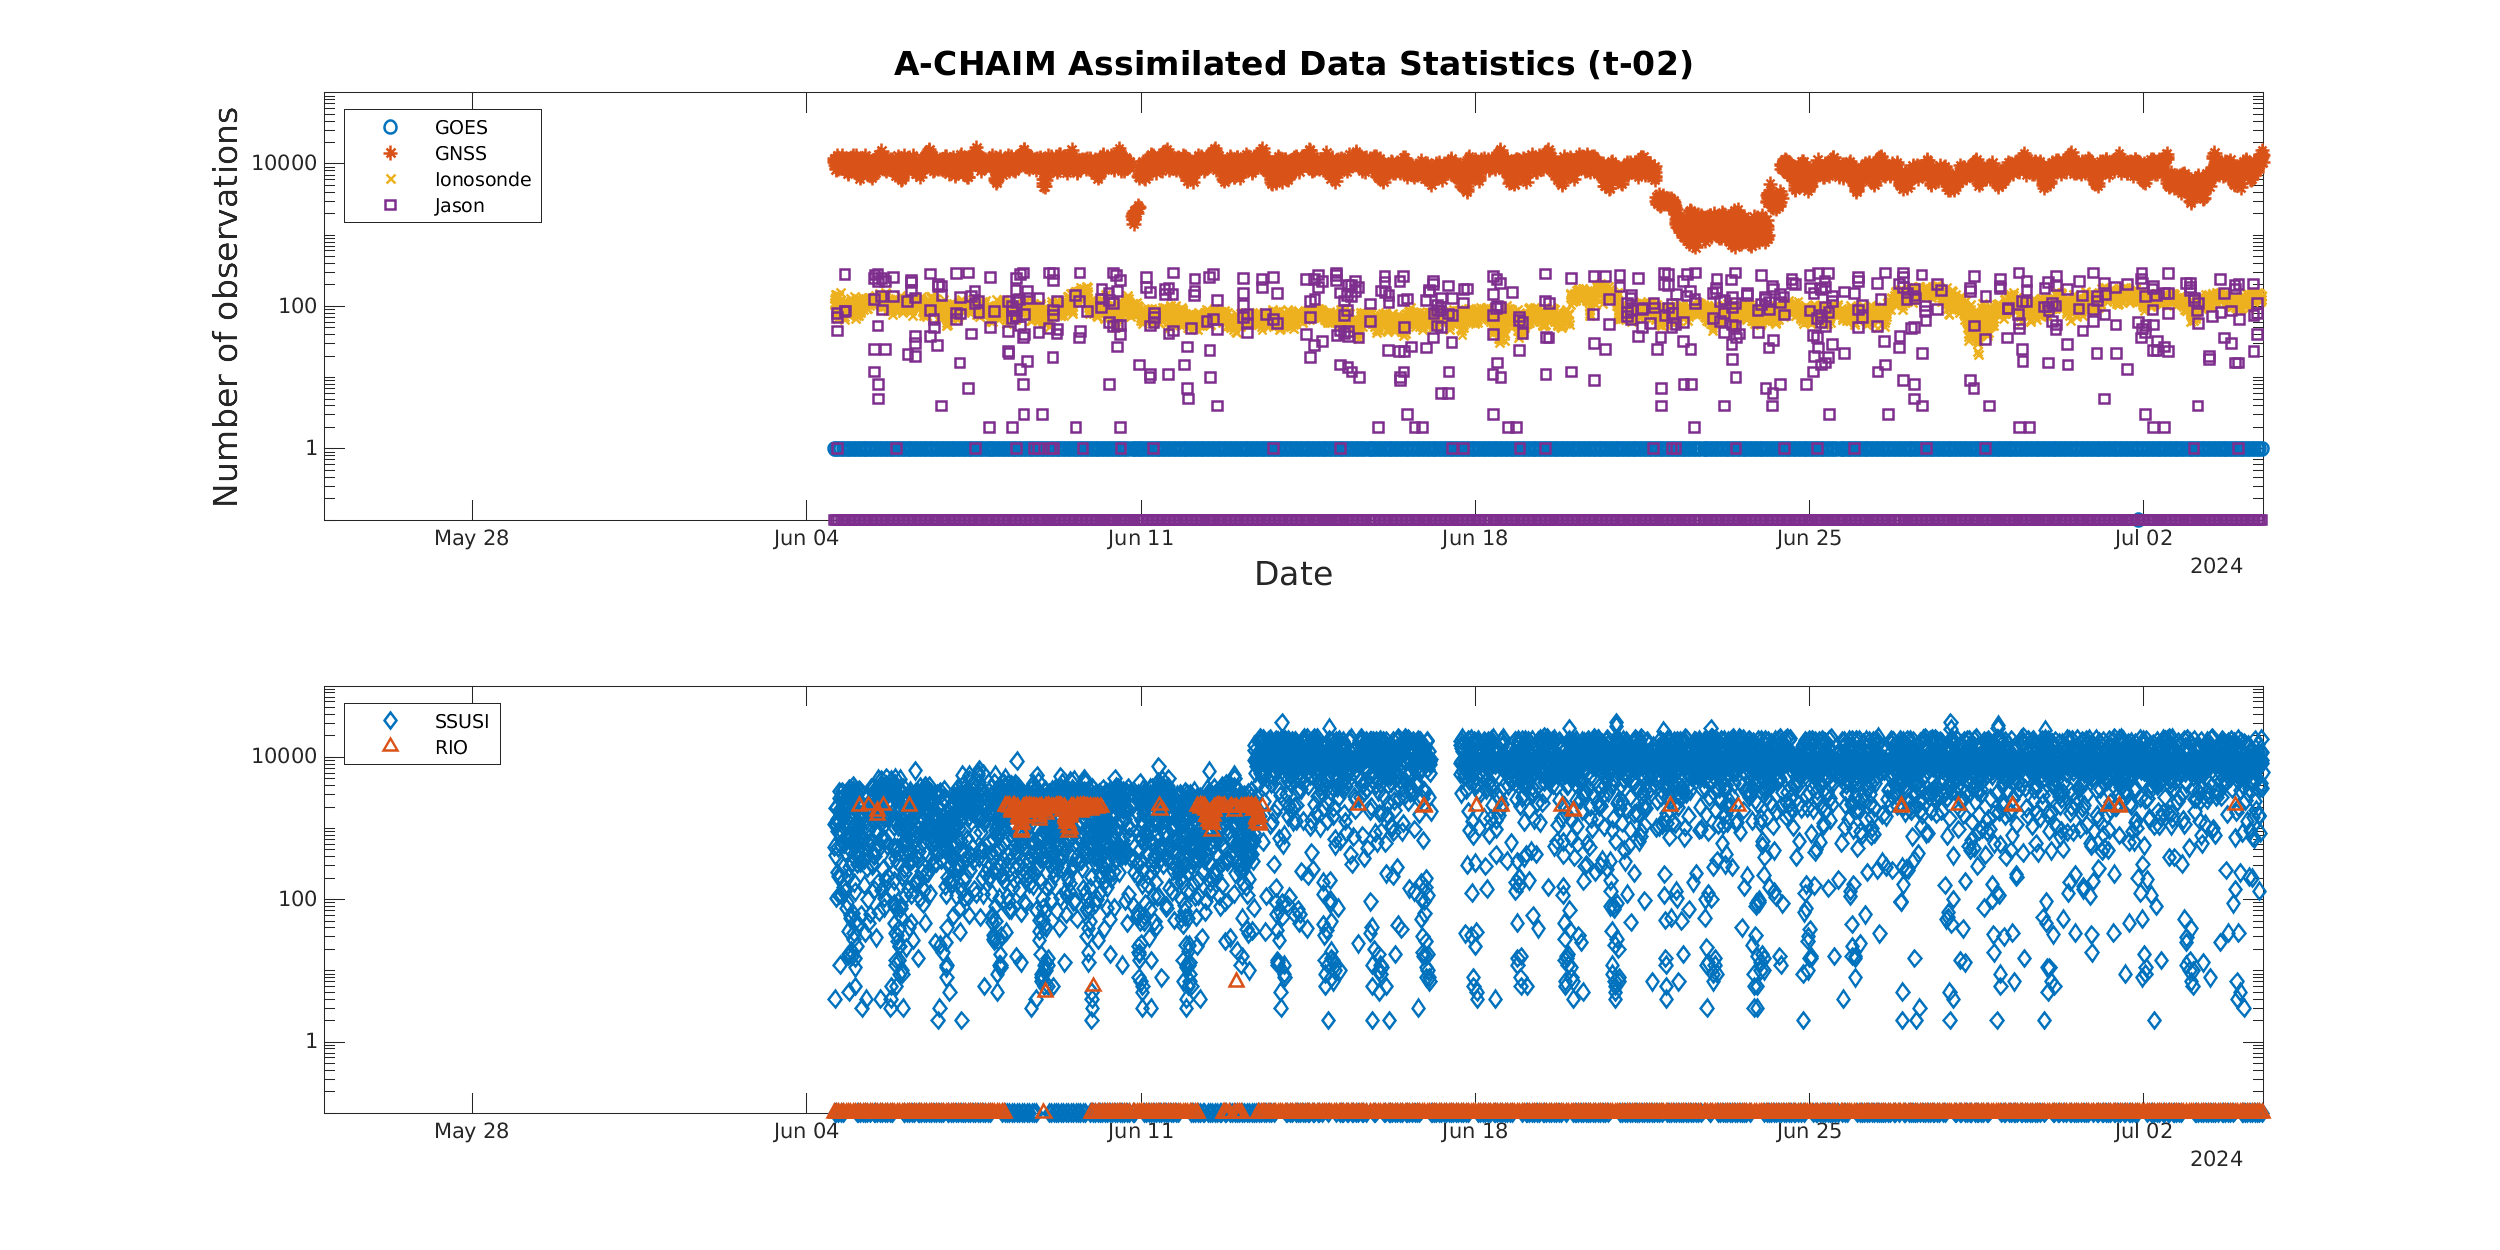 A-CHAIM Assimilated Data Statistics (t-02)
Number of observations
10000
100
1
GOES
GNSS
Ionosonde
Jason
May 28
Jun 04
Jun 11
Jun 18
Jun 25
Jul 02
2024
Date
10000
100
1
SSUSI
RIO
May 28
Jun 04
Jun 11
Jun 18
Jun 25
Jul 02
2024